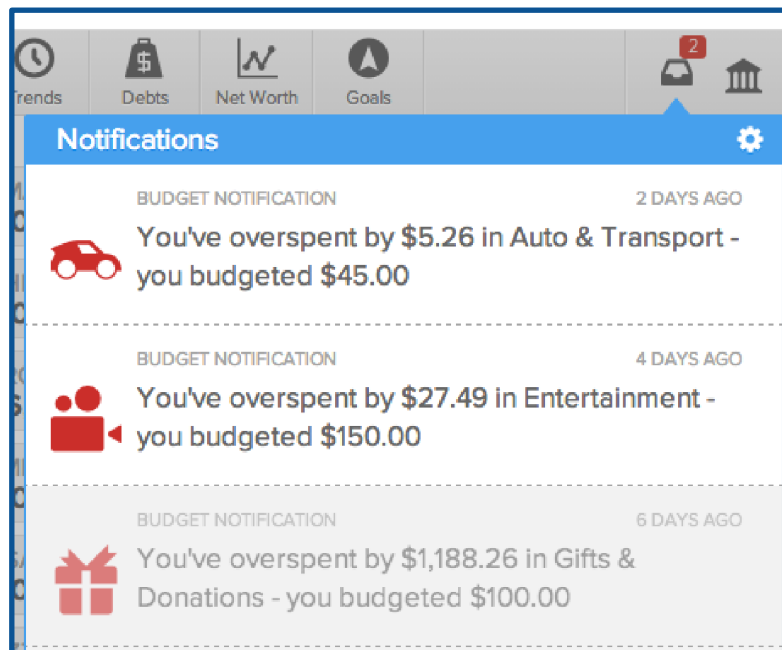 2
Trends Debts Net Worth Goals
Notifications
BUDGET NOTIFICATION 2 DAYS AGO
You've overspent by $5.26 in Auto & Transport -
you budgeted $45.00
BUDGET NOTIFICATION 4 DAYS AGO
You've overspent by $27.49 in Entertainment -
you budgeted $150.00
BUDGET NOTIFICATION 6 DAYS AGO
You've overspent by $1,188.26 in Gifts &
Donations - you budgeted $100.00